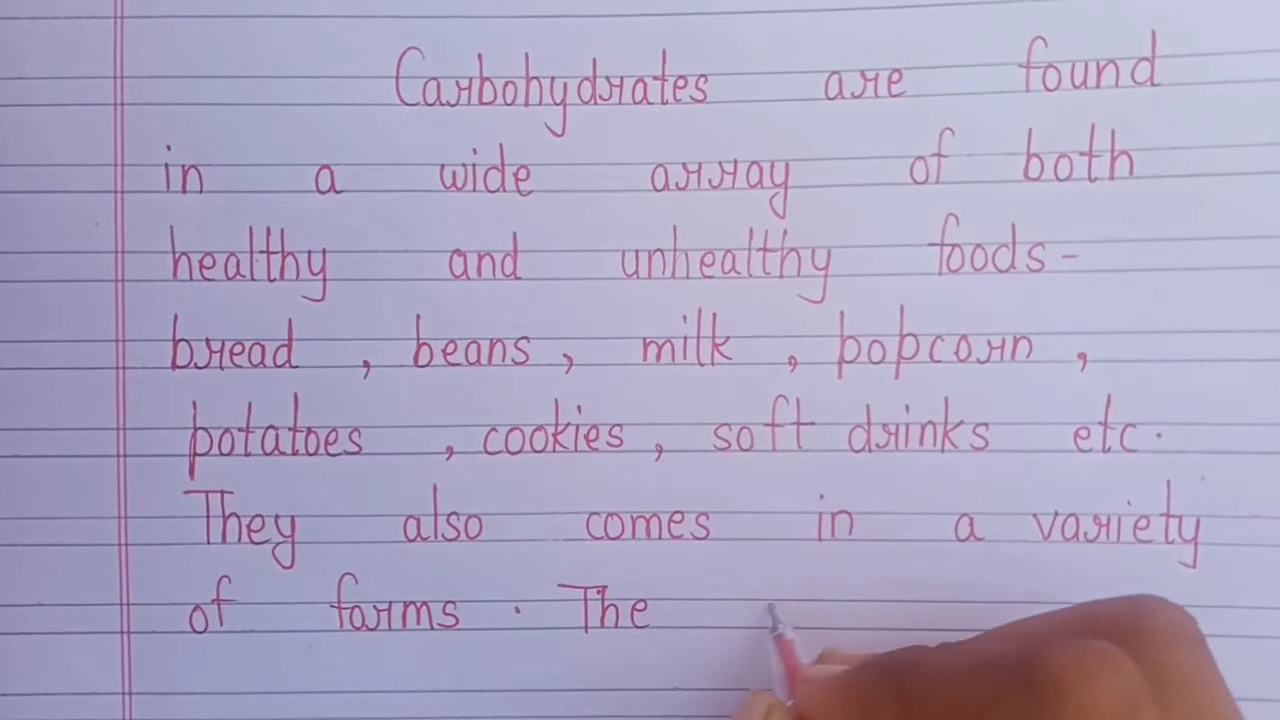 Carbohydrates are found
in a wide array of both
healthy and unhealthy foods-
bread , beans , milk , popcorn ,
potatoes , cookies , soft drinks etc.
They also comes in a variety
of forms . The